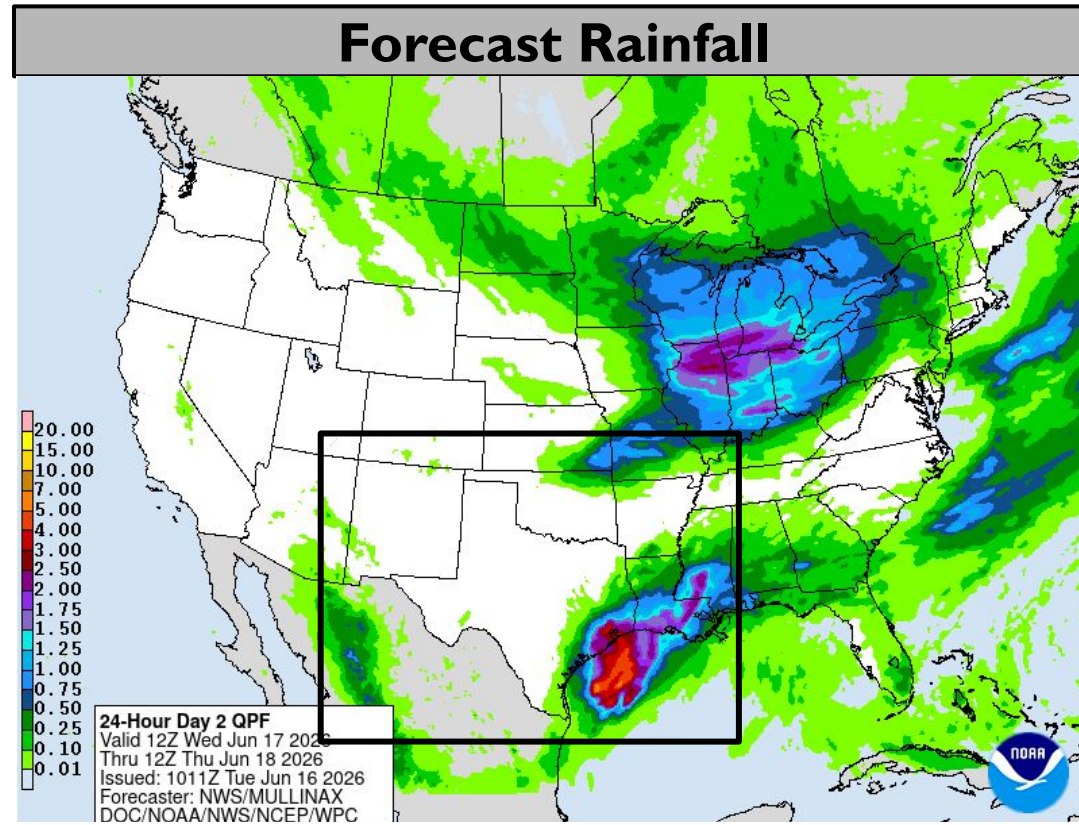 Forecast Rainfall
20.00
15.00
10.00
7.00
5.00
4.00
3.00
2.50
2.00
1.75
1.50
1.25
1.00
0.75
0.50
0.25
0.10
0.01
24-Hour Day 2 QPF
Valid 12Z Wed Jun 17 2026
Thru 12Z Thu Jun 18 2026
Issued: 1011Z Tue Jun 16 2026
Forecaster: NWS/MULLINAX
DOC/NOAA/NWS/NCEP/WPC
NOAA